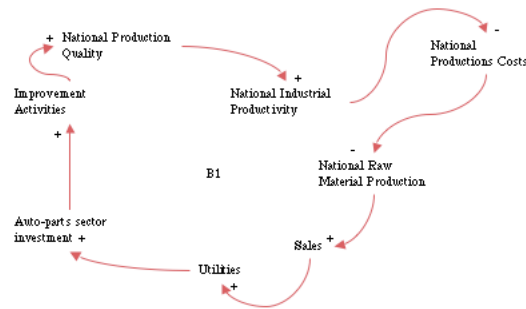 + National Production
Quality
-
National
Productions Costs
+
National Industrial
Productivity
Improvement
Activities
+
-
National Raw
Material Production
B1
Auto-parts sector
investment +
Sales +
Utilities
+